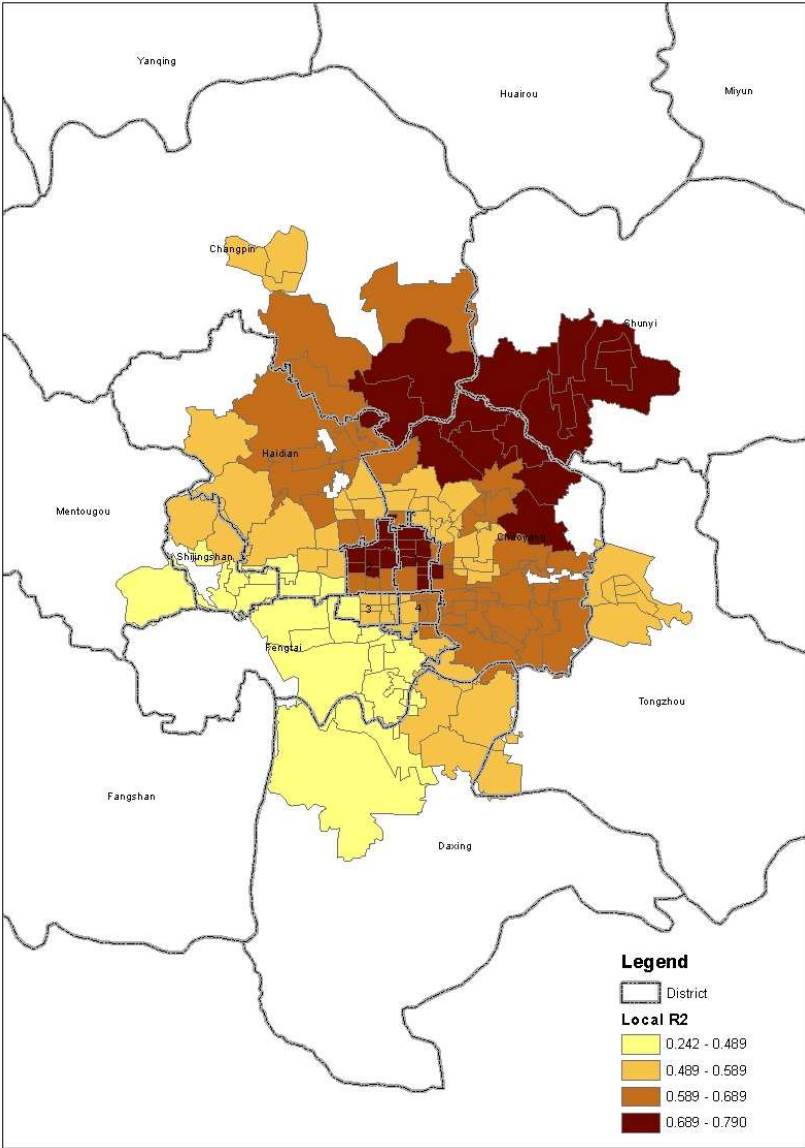 Yanqing
Huairou
Miyun
Changpin
Shunyi
Haidian
Mentougou
Chaoyang
Shijingshan
3
4
Fengtai
Tongzhou
Fangshan
Daxing
Legend
District
Local R2
0.242 - 0.489
0.489 - 0.589
0.589 - 0.689
0.689 - 0.790